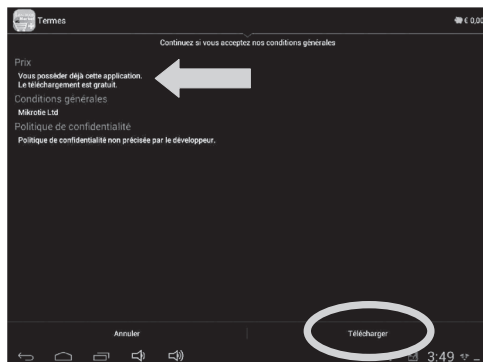 Termes
€ 0,00
Continuez si vous acceptez nos conditions générales
Prix
Vous posséder déjà cette application.
Le téléchargement est gratuit.
Conditions générales
Mikrotie Ltd
Politique de confidentialité
Politique de confidentialité non précisée par le développeur.
Annuler
Télécharger
3:49